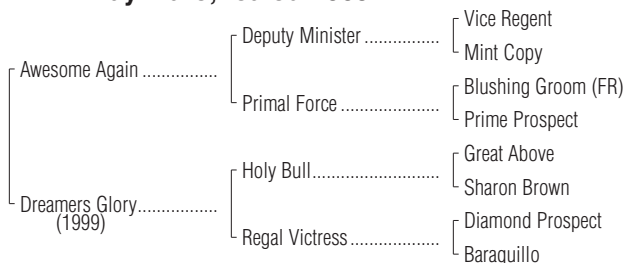 Vice Regent
Deputy Minister ................
Mint Copy
Awesome Again ................
Blushing Groom (FR)
Primal Force .....................
Prime Prospect
Great Above
Holy Bull...........................
Sharon Brown
Dreamers Glory.................
(1999)
Diamond Prospect
Regal Victress...................
Baraquillo